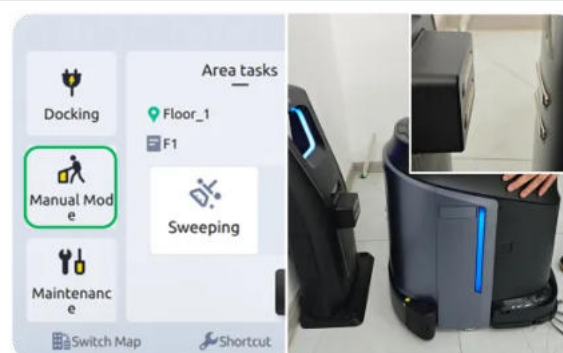 Docking
Manual Mod
e
Maintenanc
e
Area tasks
Floor_1
F1
Sweeping
Switch Map
Shortcut